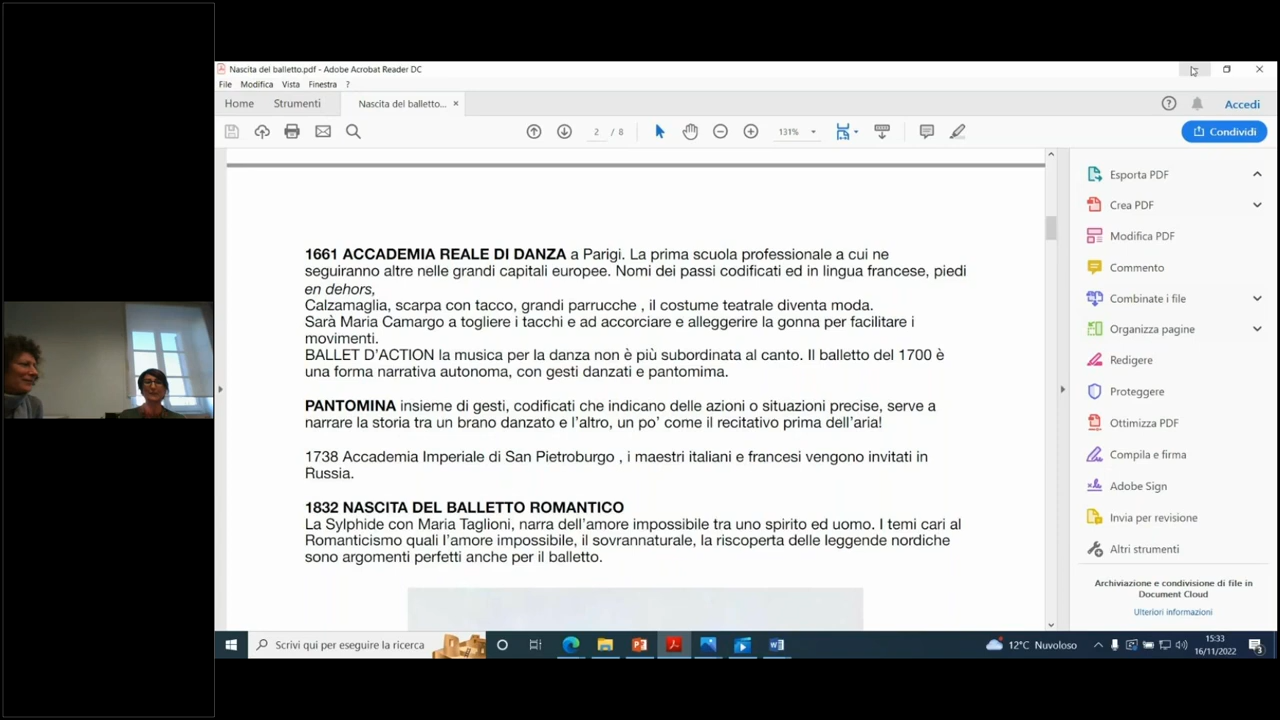 Nascita del balletto.pdf - Adobe Acrobat Reader DC
File Modifica Vista Finestra ?
Home Strumenti Nascita del balletto... × Accedi
2 / 8 131% Condividi
1661 ACCADEMIA REALE DI DANZA a Parigi. La prima scuola professionale a cui ne
seguiranno altre nelle grandi capitali europee. Nomi dei passi codificati ed in lingua francese, piedi
en dehors,
Calzamaglia, scarpa con tacco, grandi parrucche , il costume teatrale diventa moda.
Sarà Maria Camargo a togliere i tacchi e ad accorciare e alleggerire la gonna per facilitare i
movimenti.
BALLET D'ACTION la musica per la danza non è più subordinata al canto. Il balletto del 1700 è
una forma narrativa autonoma, con gesti danzati e pantomima.
PANTOMINA insieme di gesti, codificati che indicano delle azioni o situazioni precise, serve a
narrare la storia tra un brano danzato e l'altro, un po' come il recitativo prima dell'aria!
1738 Accademia Imperiale di San Pietroburgo , i maestri italiani e francesi vengono invitati in
Russia.
1832 NASCITA DEL BALLETTO ROMANTICO
La Sylphide con Maria Taglioni, narra dell'amore impossibile tra uno spirito ed uomo. I temi cari al
Romanticismo quali l'amore impossibile, il sovrannaturale, la riscoperta delle leggende nordiche
sono argomenti perfetti anche per il balletto.
Esporta PDF
Crea PDF
Modifica PDF
Commento
Combinate i file
Organizza pagine
Redigere
Proteggere
Ottimizza PDF
Compila e firma
Adobe Sign
Invia per revisione
Altri strumenti
Archiviazione e condivisione di file in
Document Cloud
Ulteriori informazioni
Scrivi qui per eseguire la ricerca
12°C Nuvoloso
15:33
16/11/2022
3